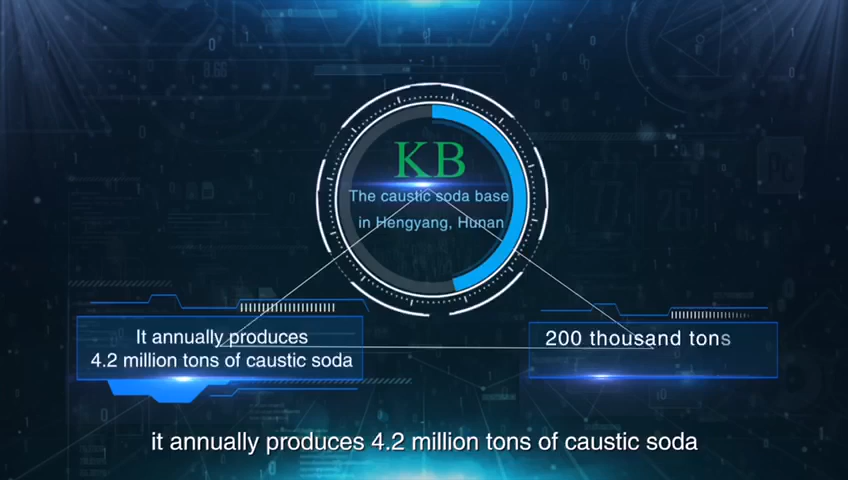 KB
The caustic soda base
in Hengyang, Hunan
It annually produces
4.2 million tons of caustic soda
200 thousand tons
it annually produces 4.2 million tons of caustic soda